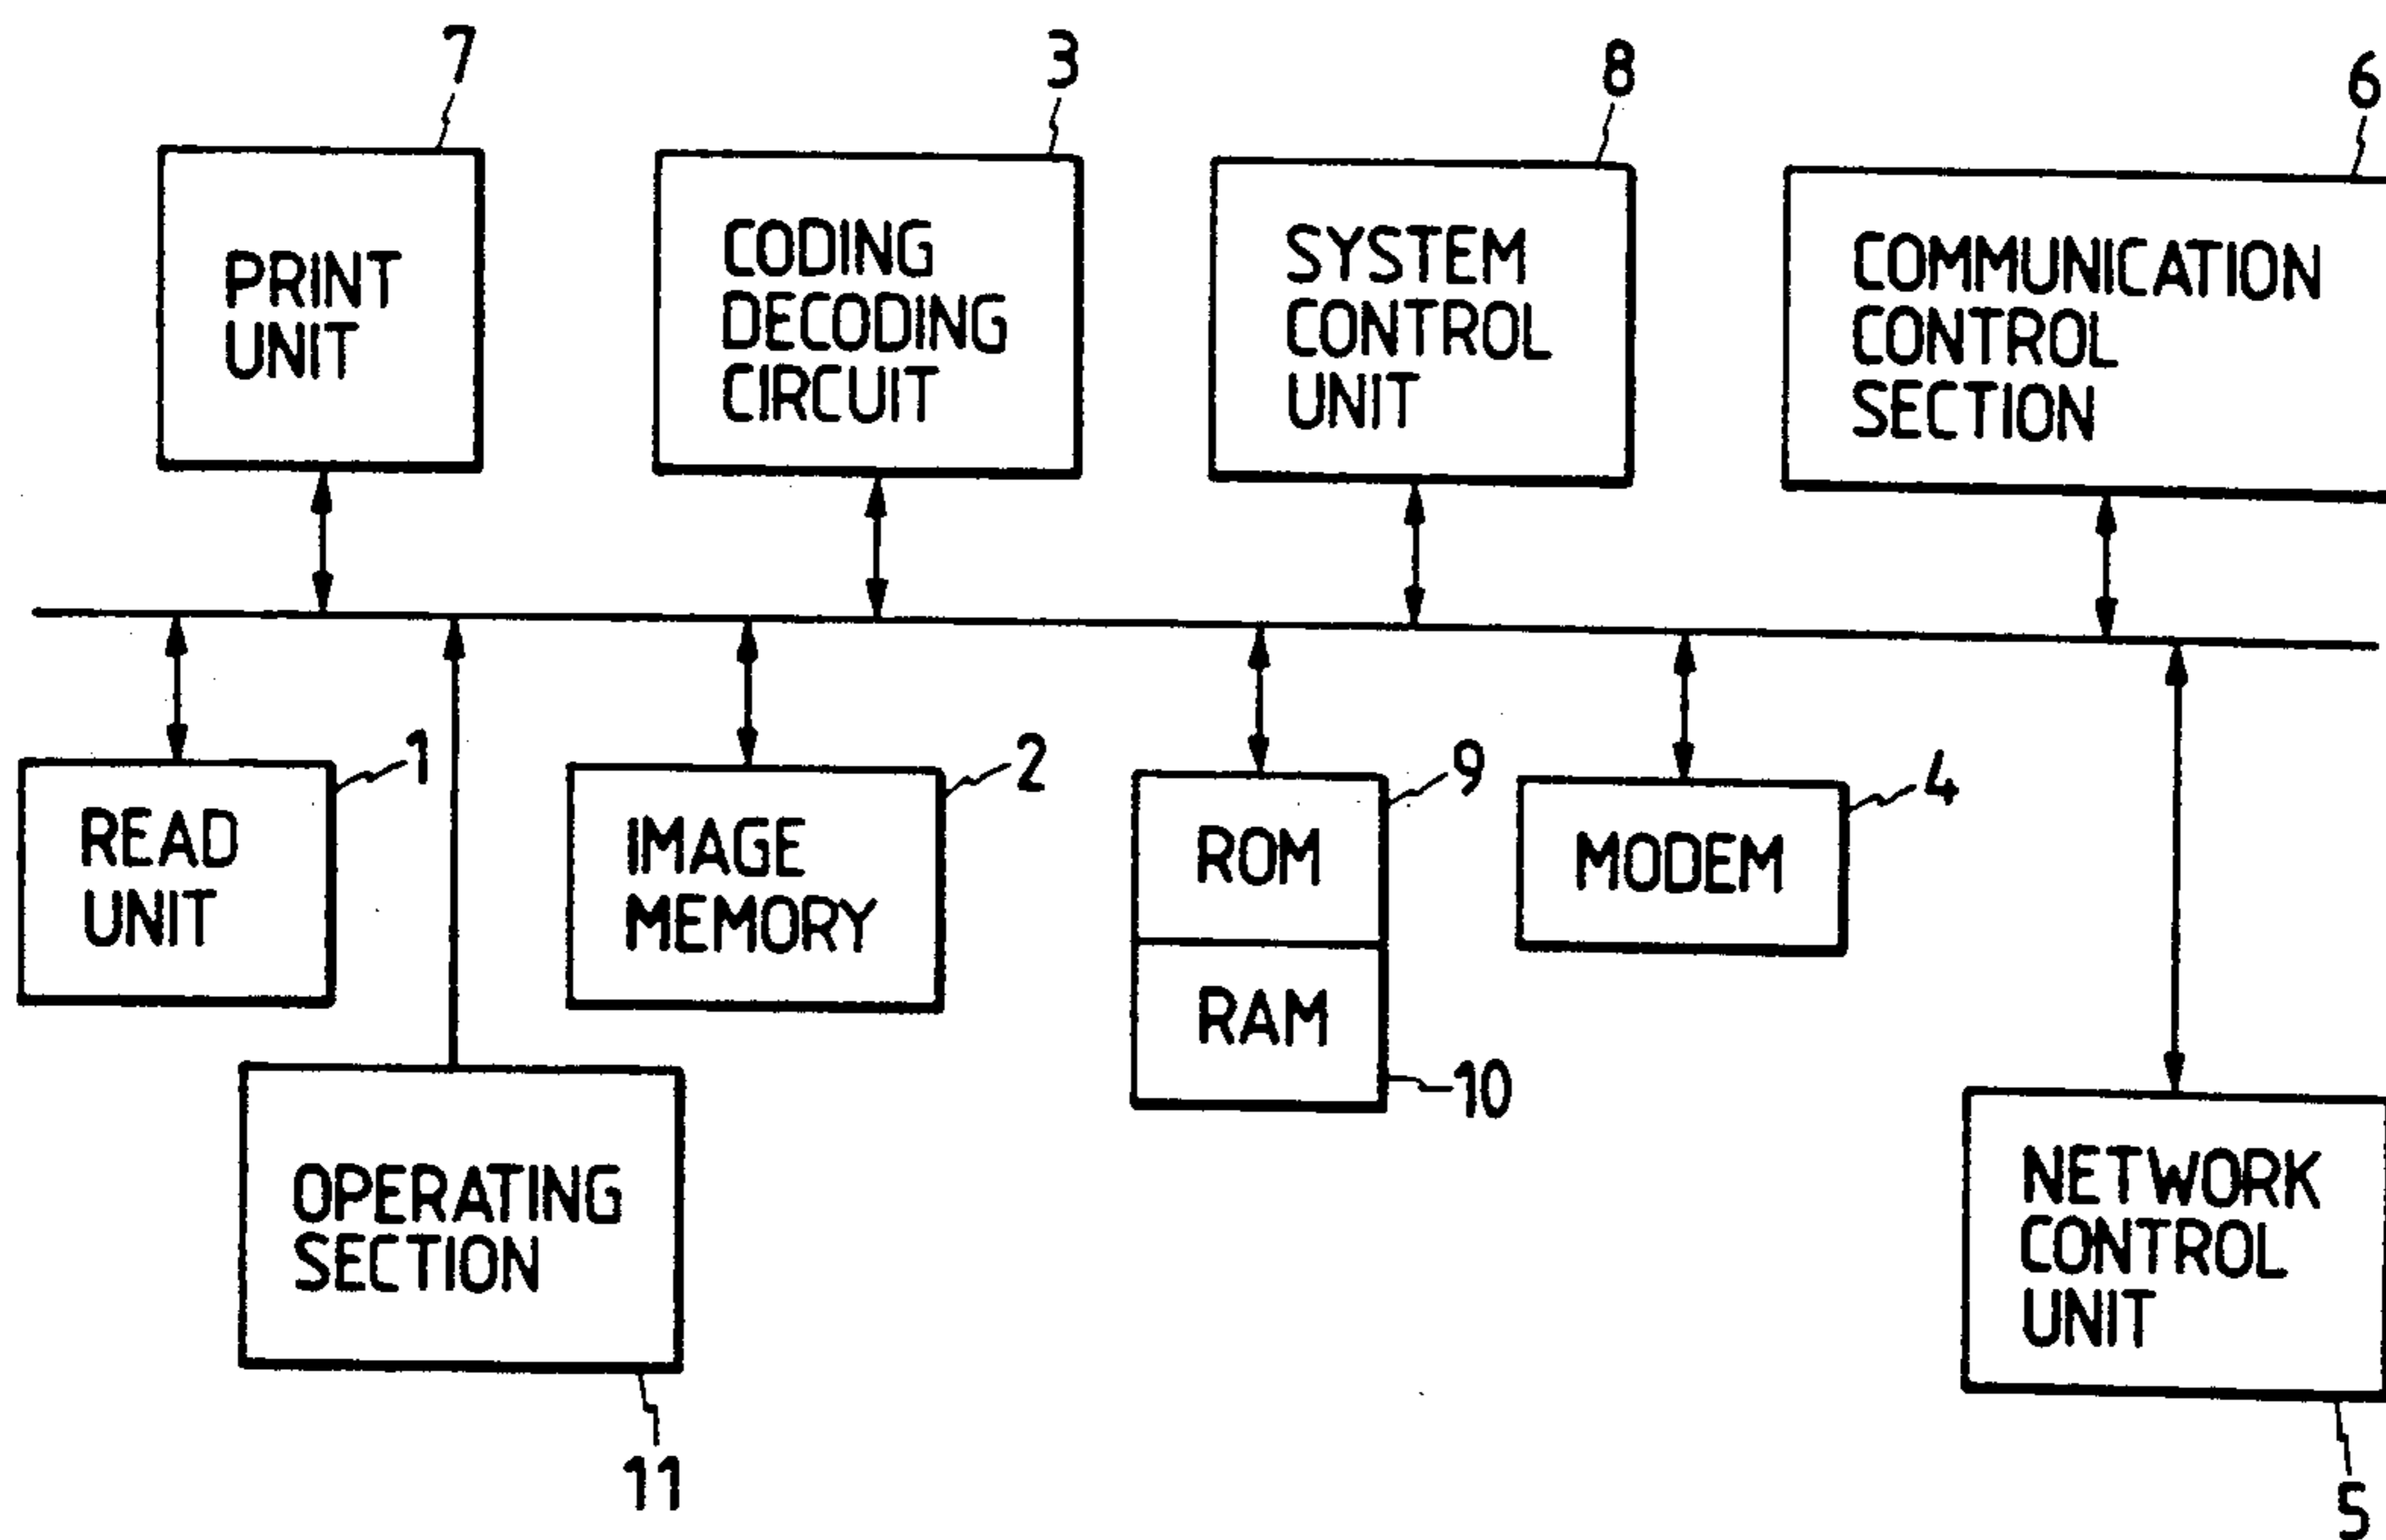 7
3
8
6
PRINT
UNIT
CODING
DECODING
CIRCUIT
SYSTEM
CONTROL
UNIT
COMMUNICATION
CONTROL
SECTION
1
2
9
4
READ
UNIT
IMAGE
MEMORY
ROM
MODEM
RAM
10
OPERATING
SECTION
NETWORK
CONTROL
UNIT
11
5